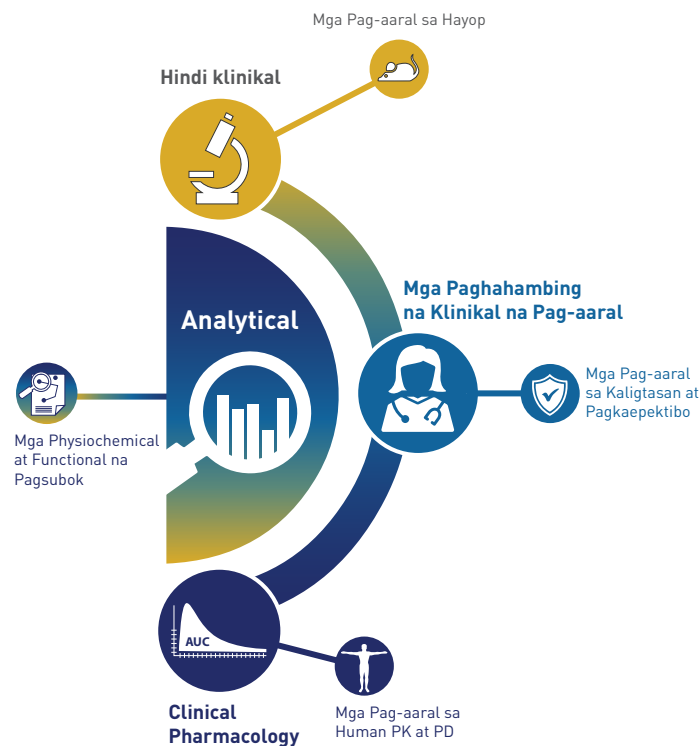 Mga Pag-aaral sa Hayop
Hindi klinikal
Analytical
Mga Paghahambing
na Klinikal na Pag-aaral
Mga Pag-aaral
sa Kaligtasan at
Pagkaepektibo
Mga Physiochemical
at Functional na
Pagsubok
AUC
Clinical
Pharmacology
Mga Pag-aaral sa
Human PK at PD